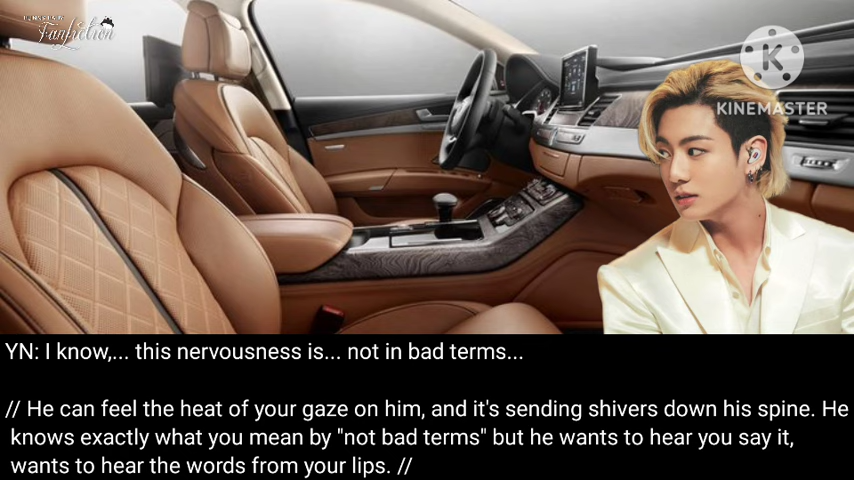 Fanfiction
KINEMASTER
YN: I know,... this nervousness is... not in bad terms...
// He can feel the heat of your gaze on him, and it's sending shivers down his spine. He
knows exactly what you mean by "not bad terms" but he wants to hear you say it,
wants to hear the words from your lips. //